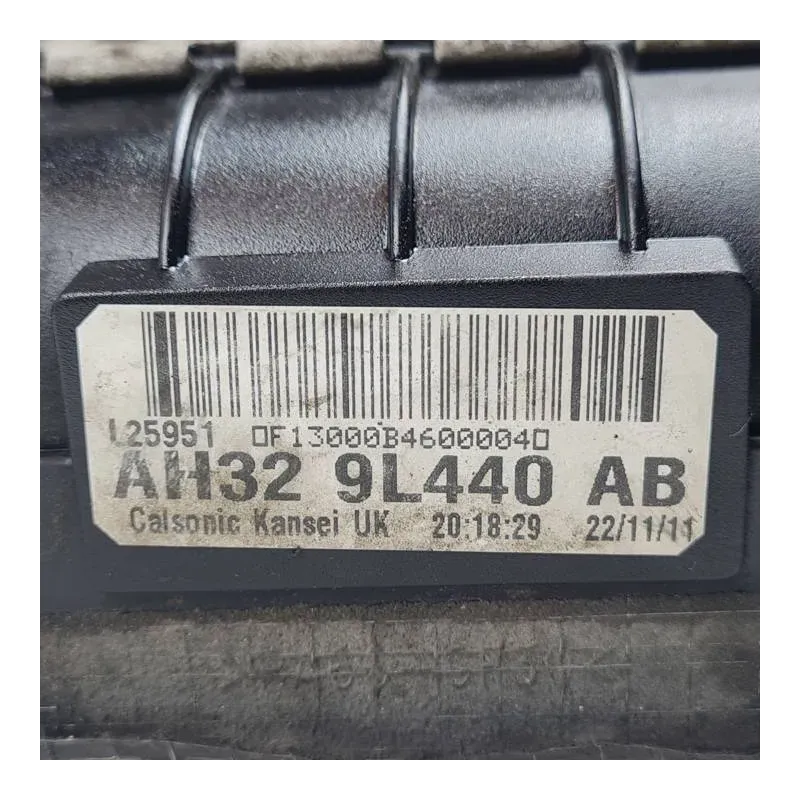 L25951 0F13000B46000040
AH32 9L440 AB
Calsonic Kansei UK 20:18:29 22/11/11